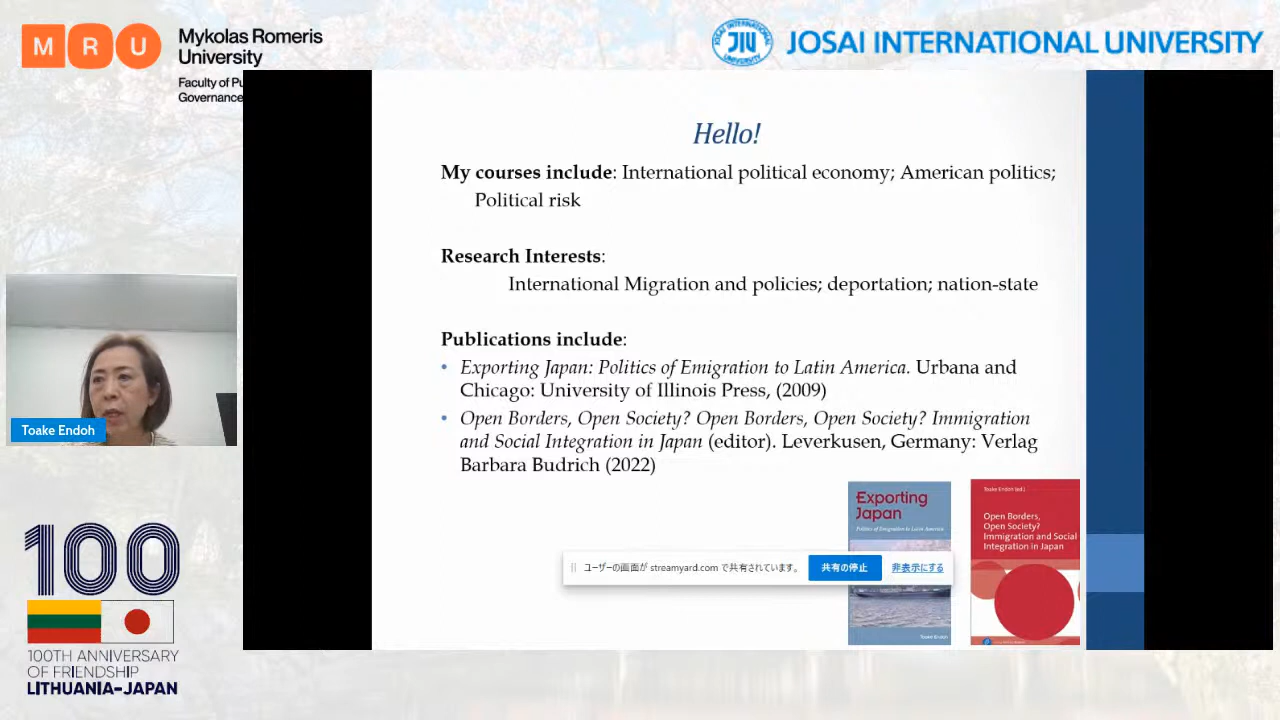 MRU
Mykolas Romeris
University
Faculty of Pu
Governance
JIU
JOSAI INTERNATIONAL UNIVERSITY
Hello!
My courses include: International political economy; American politics;
Political risk
Research Interests:
International Migration and policies; deportation; nation-state
Publications include:
• Exporting Japan: Politics of Emigration to Latin America. Urbana and
Chicago: University of Illinois Press, (2009)
• Open Borders, Open Society? Open Borders, Open Society? Immigration
and Social Integration in Japan (editor). Leverkusen, Germany: Verlag
Barbara Budrich (2022)
Toake Endoh
Exporting
Japan
Politics of Emigration to Latin America
Toake Endoh
Toake Endoh (ed.)
Open Borders,
Open Society?
Immigration and Social
Integration in Japan
ユーザーの画面が streamyard.com で共有されています。
共有の停止
非表示にする
100
100TH ANNIVERSARY
OF FRIENDSHIP
LITHUANIA–JAPAN